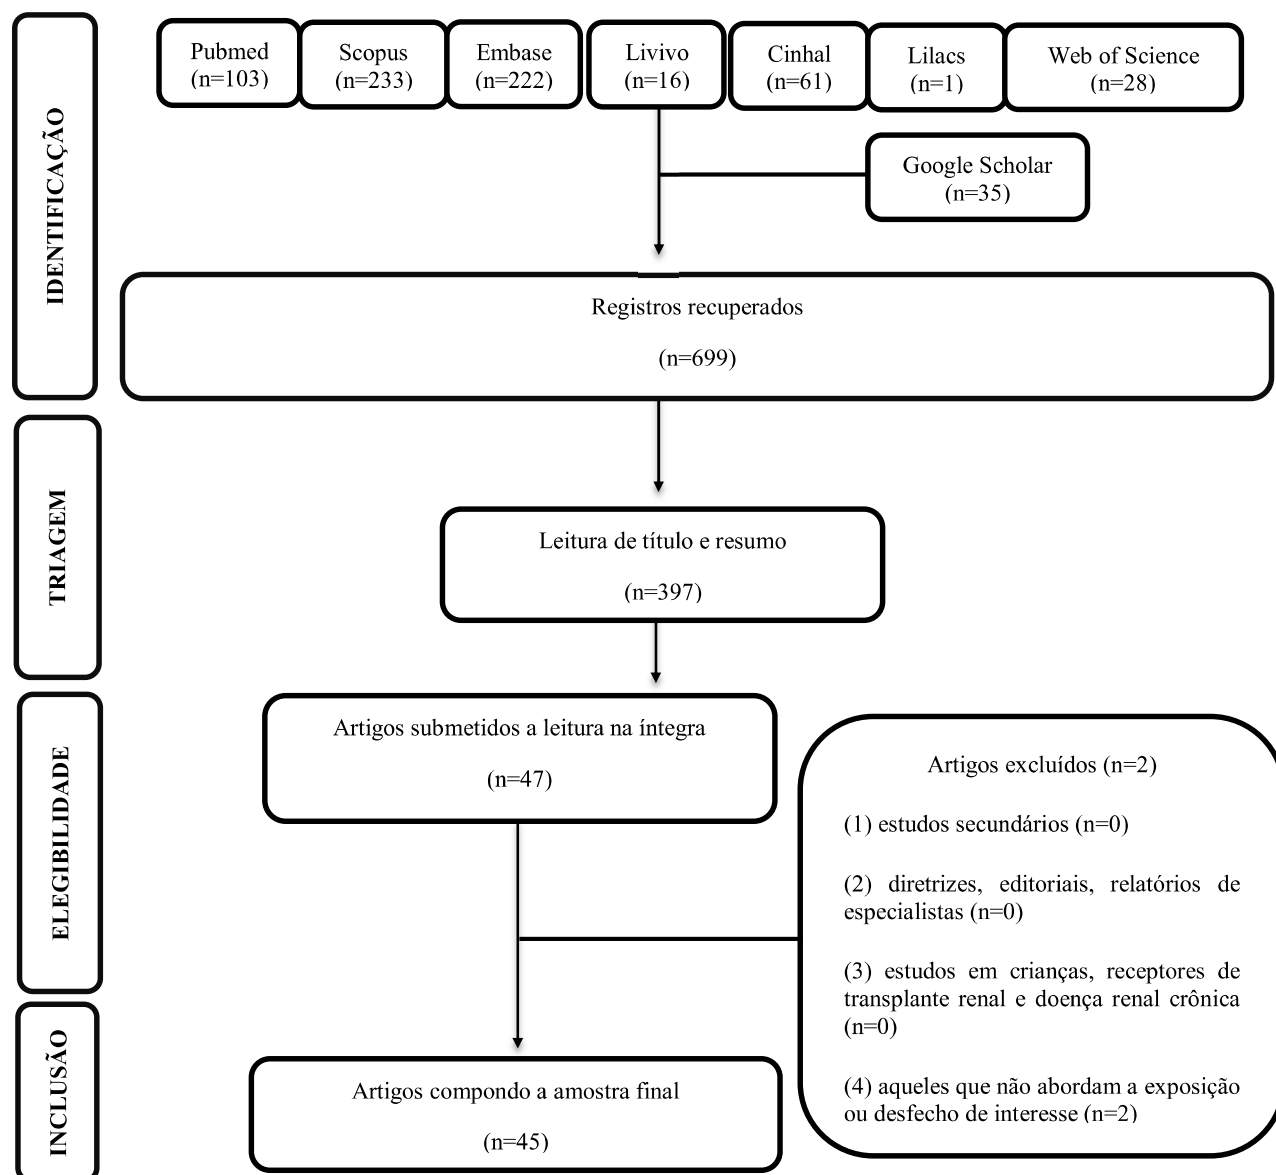 IDENTIFICAÇÃO
Pubmed
(n=103)
Scopus
(n=233)
Embase
(n=222)
Livivo
(n=16)
Cinhal
(n=61)
Lilacs
(n=1)
Web of Science
(n=28)
Google Scholar
(n=35)
Registros recuperados
(n=699)
TRIAGEM
Leitura de título e resumo
(n=397)
ELEGIBILIDADE
Artigos submetidos a leitura na íntegra
(n=47)
Artigos excluídos (n=2)
(1) estudos secundários (n=0)
(2) diretrizes, editoriais, relatórios de
especialistas (n=0)
(3) estudos em crianças, receptores de
transplante renal e doença renal crônica
(n=0)
(4) aqueles que não abordam a exposição
ou desfecho de interesse (n=2)
INCLUSÃO
Artigos compondo a amostra final
(n=45)